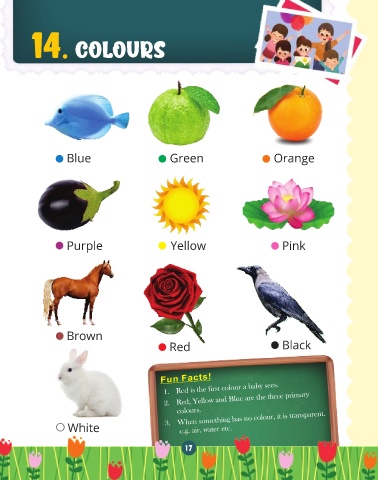 14. COLOURS
Blue
Green
Orange
Purple
Yellow
Pink
Brown
Red
Black
White
Fun Facts!
1. Red is the first colour a baby sees.
2. Red, Yellow and Blue are the three primary
colours.
3. When something has no colour, it is transparent,
e.g. air, water etc.
17